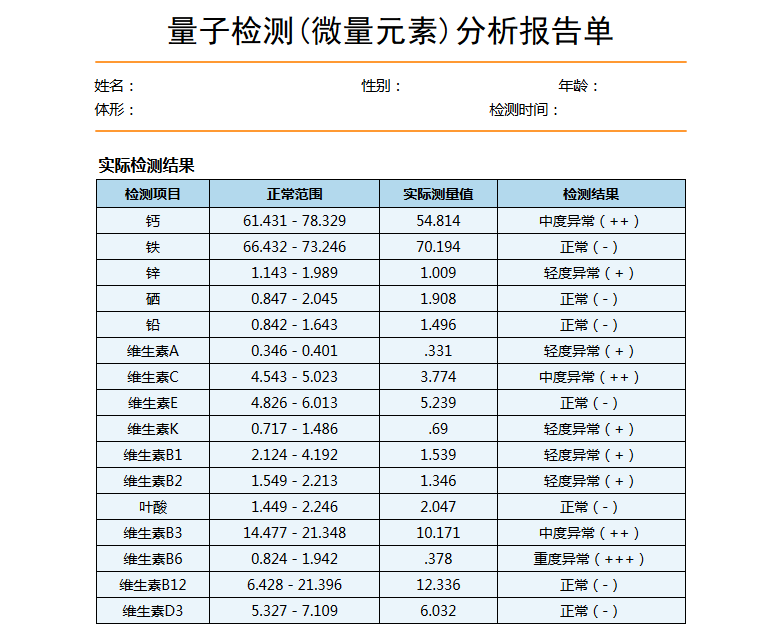 量子检测(微量元素)分析报告单
姓名： 性别： 年龄：
体形： 检测时间：
实际检测结果
检测项目 正常范围 实际测量值 检测结果
钙 61.431 - 78.329 54.814 中度异常（++）
铁 66.432 - 73.246 70.194 正常（-）
锌 1.143 - 1.989 1.009 轻度异常（+）
硒 0.847 - 2.045 1.908 正常（-）
铅 0.842 - 1.643 1.496 正常（-）
维生素A 0.346 - 0.401 .331 轻度异常（+）
维生素C 4.543 - 5.023 3.774 中度异常（++）
维生素E 4.826 - 6.013 5.239 正常（-）
维生素K 0.717 - 1.486 .69 轻度异常（+）
维生素B1 2.124 - 4.192 1.539 轻度异常（+）
维生素B2 1.549 - 2.213 1.346 轻度异常（+）
叶酸 1.449 - 2.246 2.047 正常（-）
维生素B3 14.477 - 21.348 10.171 中度异常（++）
维生素B6 0.824 - 1.942 .378 重度异常（+++）
维生素B12 6.428 - 21.396 12.336 正常（-）
维生素D3 5.327 - 7.109 6.032 正常（-）